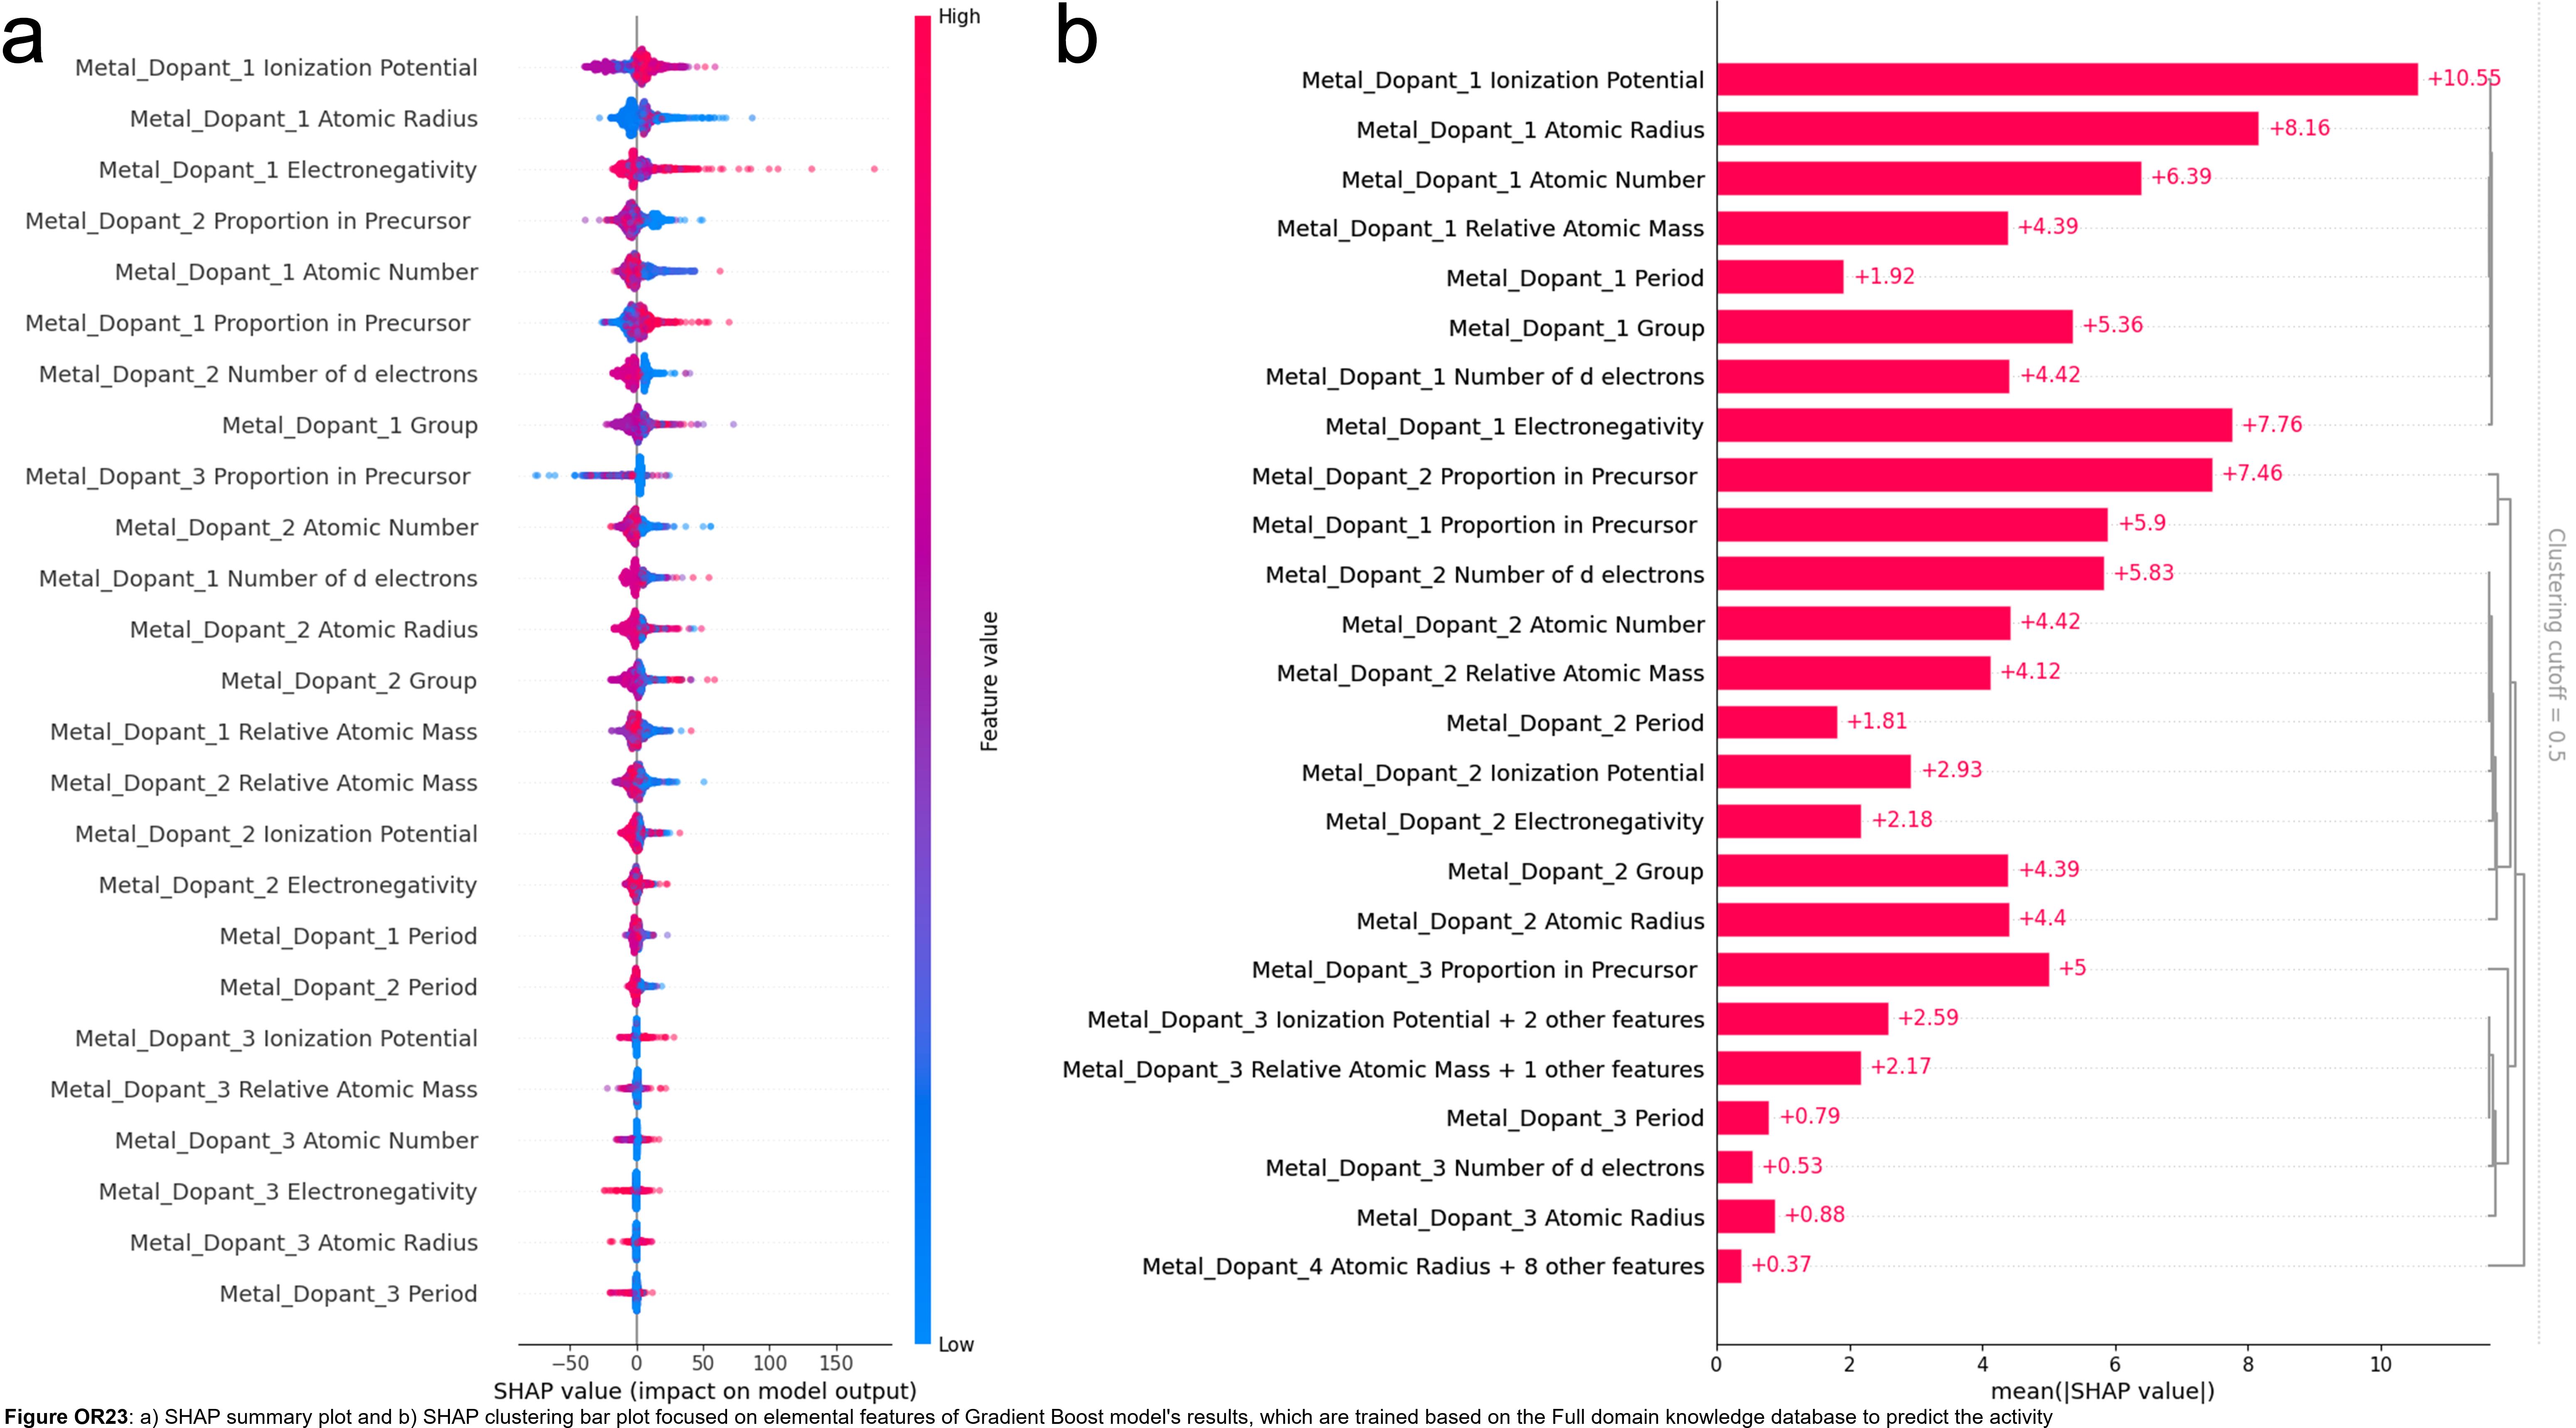 a
Metal_Dopant_1 Ionization Potential
Metal_Dopant_1 Atomic Radius
Metal_Dopant_1 Electronegativity
Metal_Dopant_2 Proportion in Precursor
Metal_Dopant_1 Atomic Number
Metal_Dopant_1 Proportion in Precursor
Metal_Dopant_2 Number of d electrons
Metal_Dopant_1 Group
Metal_Dopant_3 Proportion in Precursor
Metal_Dopant_2 Atomic Number
Metal_Dopant_1 Number of d electrons
Metal_Dopant_2 Atomic Radius
Metal_Dopant_2 Group
Metal_Dopant_1 Relative Atomic Mass
Metal_Dopant_2 Relative Atomic Mass
Metal_Dopant_2 Ionization Potential
Metal_Dopant_2 Electronegativity
Metal_Dopant_1 Period
Metal_Dopant_2 Period
Metal_Dopant_3 Ionization Potential
Metal_Dopant_3 Relative Atomic Mass
Metal_Dopant_3 Atomic Number
Metal_Dopant_3 Electronegativity
Metal_Dopant_3 Atomic Radius
Metal_Dopant_3 Period
−50 0 50 100 150
SHAP value (impact on model output)
High
Feature value
Low
b
Metal_Dopant_1 Ionization Potential +10.55
Metal_Dopant_1 Atomic Radius +8.16
Metal_Dopant_1 Atomic Number +6.39
Metal_Dopant_1 Relative Atomic Mass +4.39
Metal_Dopant_1 Period +1.92
Metal_Dopant_1 Group +5.36
Metal_Dopant_1 Number of d electrons +4.42
Metal_Dopant_1 Electronegativity +7.76
Metal_Dopant_2 Proportion in Precursor +7.46
Metal_Dopant_1 Proportion in Precursor +5.9
Metal_Dopant_2 Number of d electrons +5.83
Metal_Dopant_2 Atomic Number +4.42
Metal_Dopant_2 Relative Atomic Mass +4.12
Metal_Dopant_2 Period +1.81
Metal_Dopant_2 Ionization Potential +2.93
Metal_Dopant_2 Electronegativity +2.18
Metal_Dopant_2 Group +4.39
Metal_Dopant_2 Atomic Radius +4.4
Metal_Dopant_3 Proportion in Precursor +5
Metal_Dopant_3 Ionization Potential + 2 other features +2.59
Metal_Dopant_3 Relative Atomic Mass + 1 other features +2.17
Metal_Dopant_3 Period +0.79
Metal_Dopant_3 Number of d electrons +0.53
Metal_Dopant_3 Atomic Radius +0.88
Metal_Dopant_4 Atomic Radius + 8 other features +0.37
0 2 4 6 8 10
mean(|SHAP value|)
Clustering cutoff = 0.5
Figure OR23: a) SHAP summary plot and b) SHAP clustering bar plot focused on elemental features of Gradient Boost model's results, which are trained based on the Full domain knowledge database to predict the activity